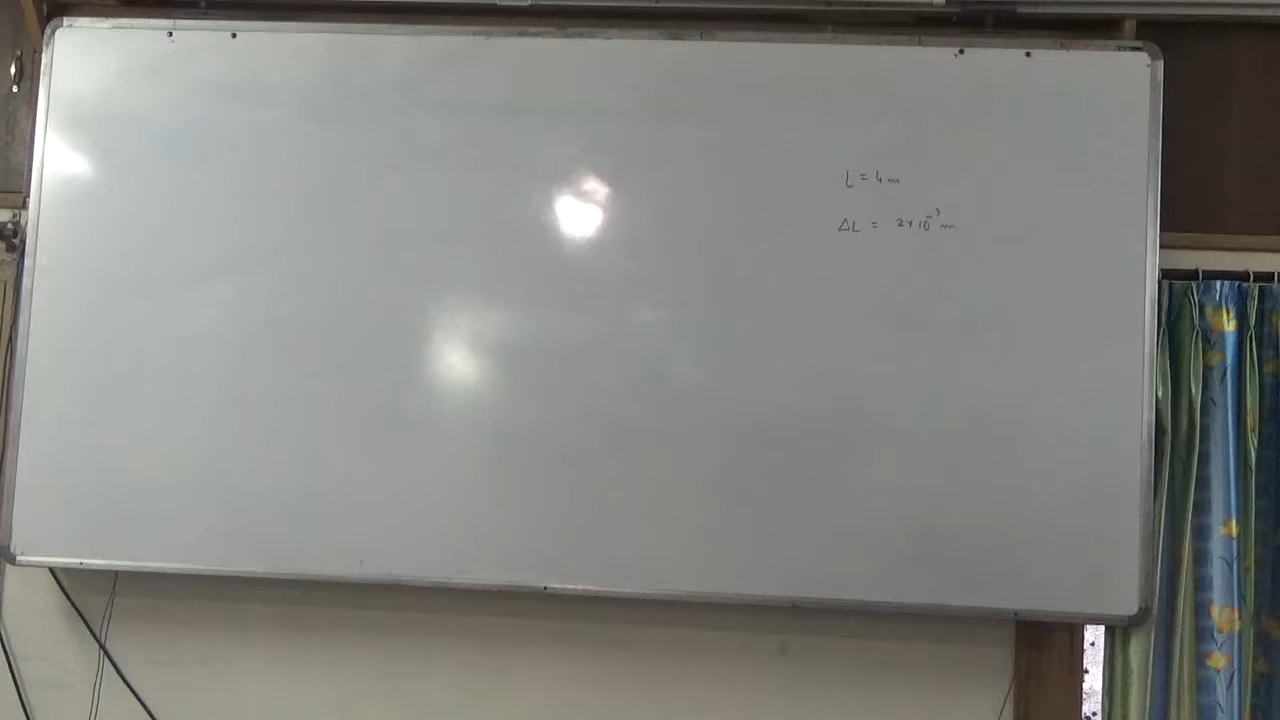 L = 4 m
ΔL = 2×10⁻³ m